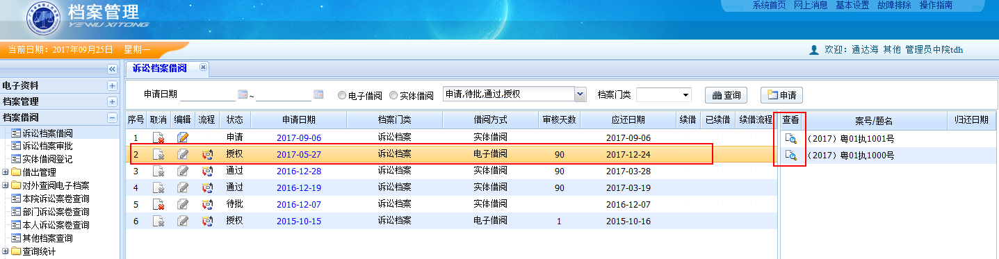 系统首页 网上消息 基本设置 故障排除 操作指南
档案管理
YEWU XITONG
当前日期：2017年09月25日 星期一
欢迎：通达海 其他 管理员中院tdh
诉讼档案借阅
电子资料
档案管理
档案借阅
诉讼档案借阅
诉讼档案审批
实体借阅登记
借出管理
对外查阅电子档案
本院诉讼案卷查询
部门诉讼案卷查询
本人诉讼案卷查询
其他档案查询
查询统计
申请日期 ~ 电子借阅 实体借阅 申请,待批,通过,授权 档案门类 查询 申请
序号 取消 编辑 流程 状态 申请日期 档案门类 借阅方式 审核天数 应还日期 续借 已续借 续借流程 查看 案号/题名 归还日期
1 申请 2017-09-06 诉讼档案 实体借阅 2017-09-06
2 授权 2017-05-27 诉讼档案 电子借阅 90 2017-12-24
3 通过 2016-12-28 诉讼档案 实体借阅 90 2017-03-28
4 通过 2016-12-19 诉讼档案 实体借阅 90 2017-03-19
5 待批 2016-12-07 诉讼档案 实体借阅 2016-12-07
6 授权 2015-10-15 诉讼档案 电子借阅 1 2015-10-16
（2017）粤01执1001号
（2017）粤01执1000号